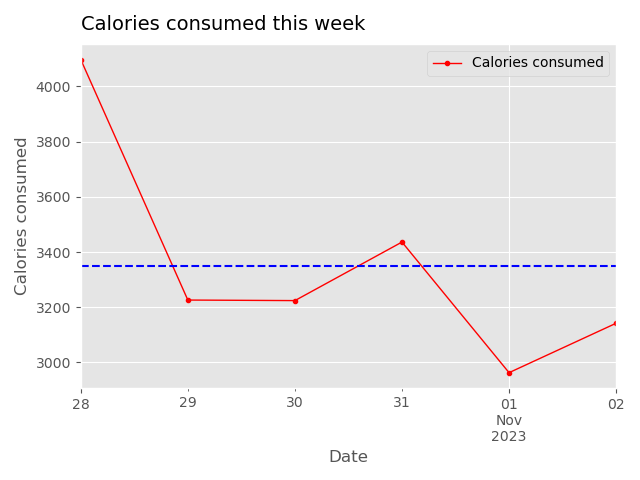 Calories consumed this week
Calories consumed
4000
3800
3600
3400
3200
3000
Calories consumed
28
29
30
31
01
02
Nov
2023
Date